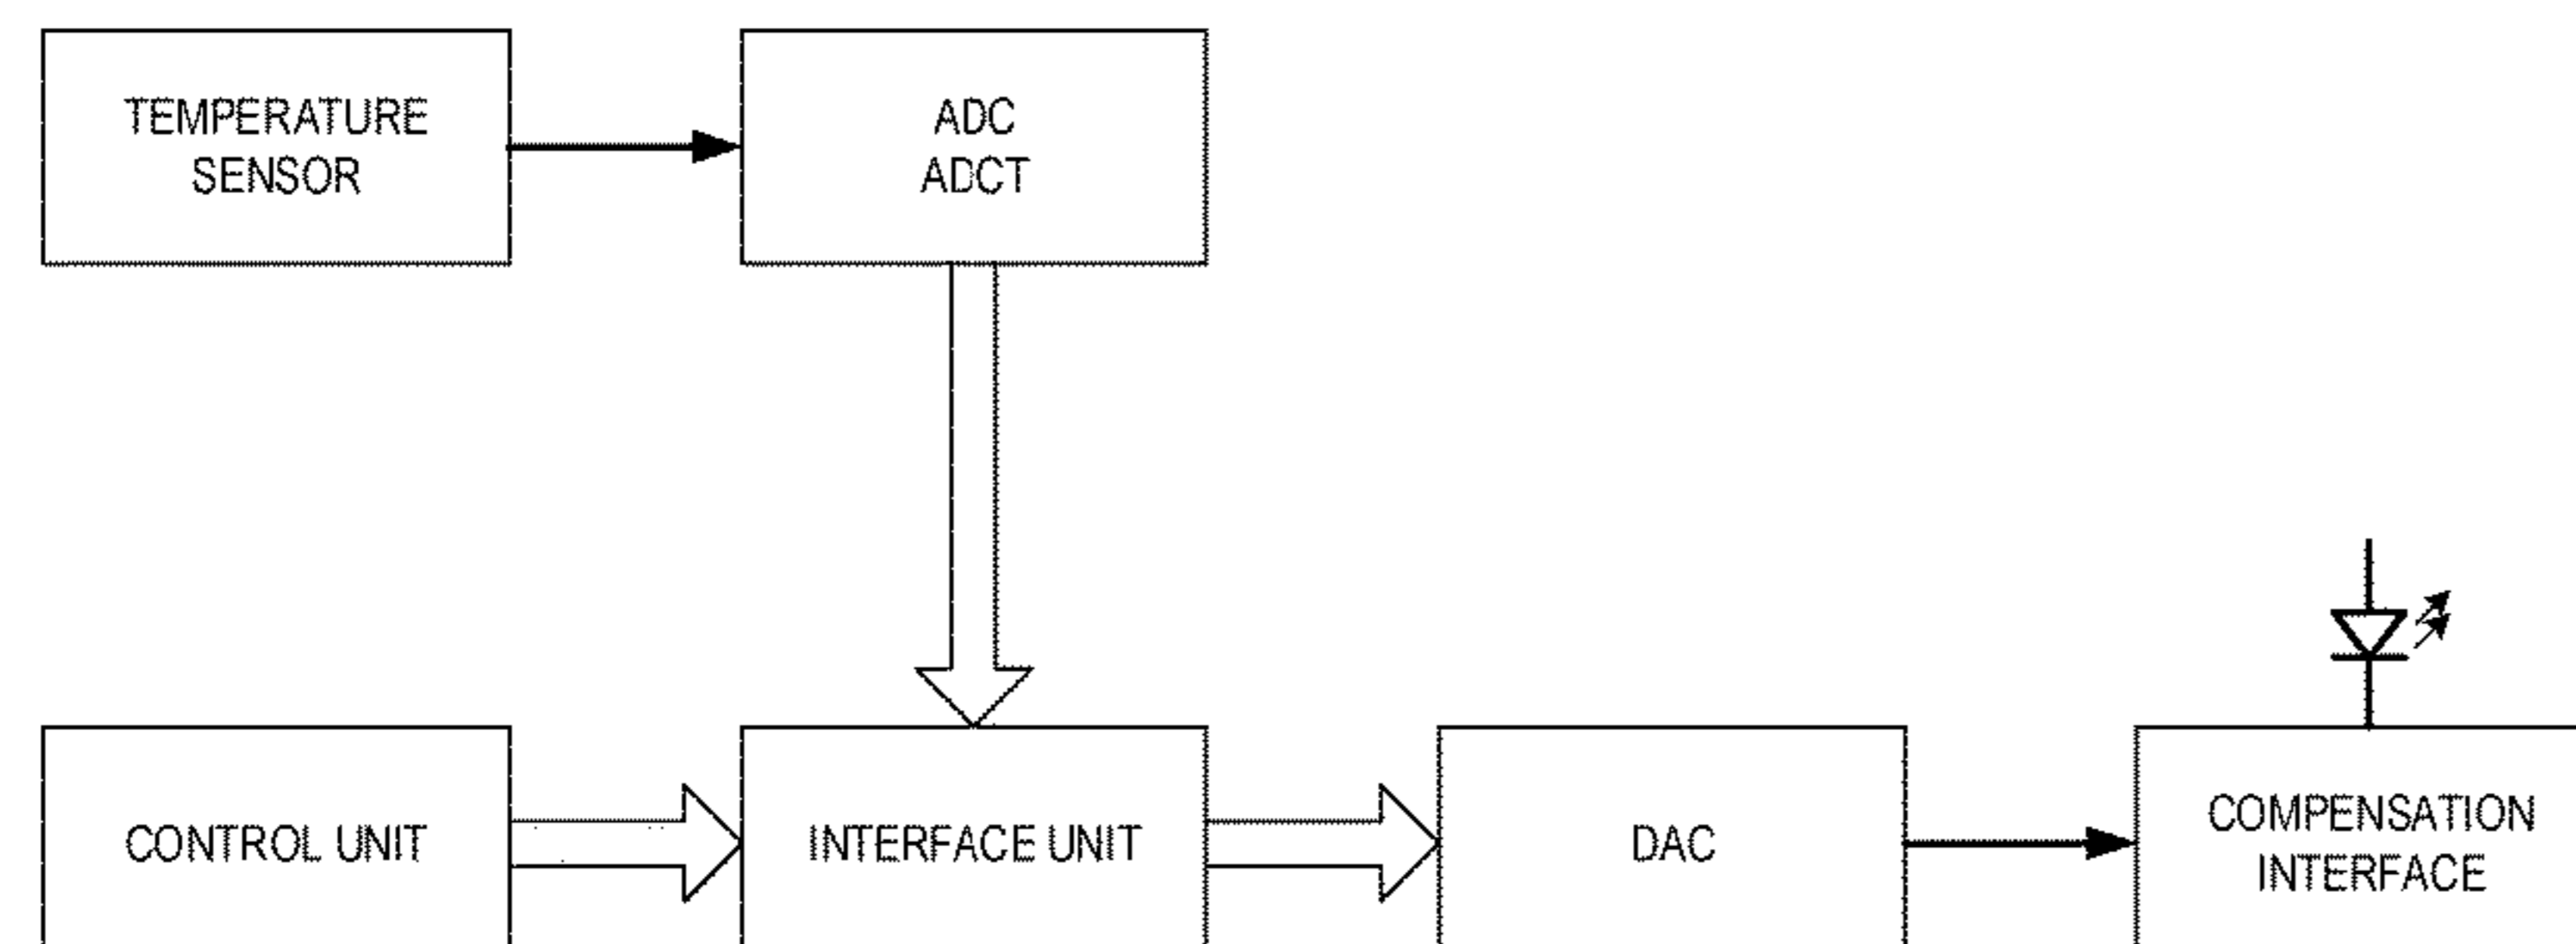 TEMPERATURE
SENSOR
ADC
ADCT
CONTROL UNIT
INTERFACE UNIT
DAC
COMPENSATION
INTERFACE